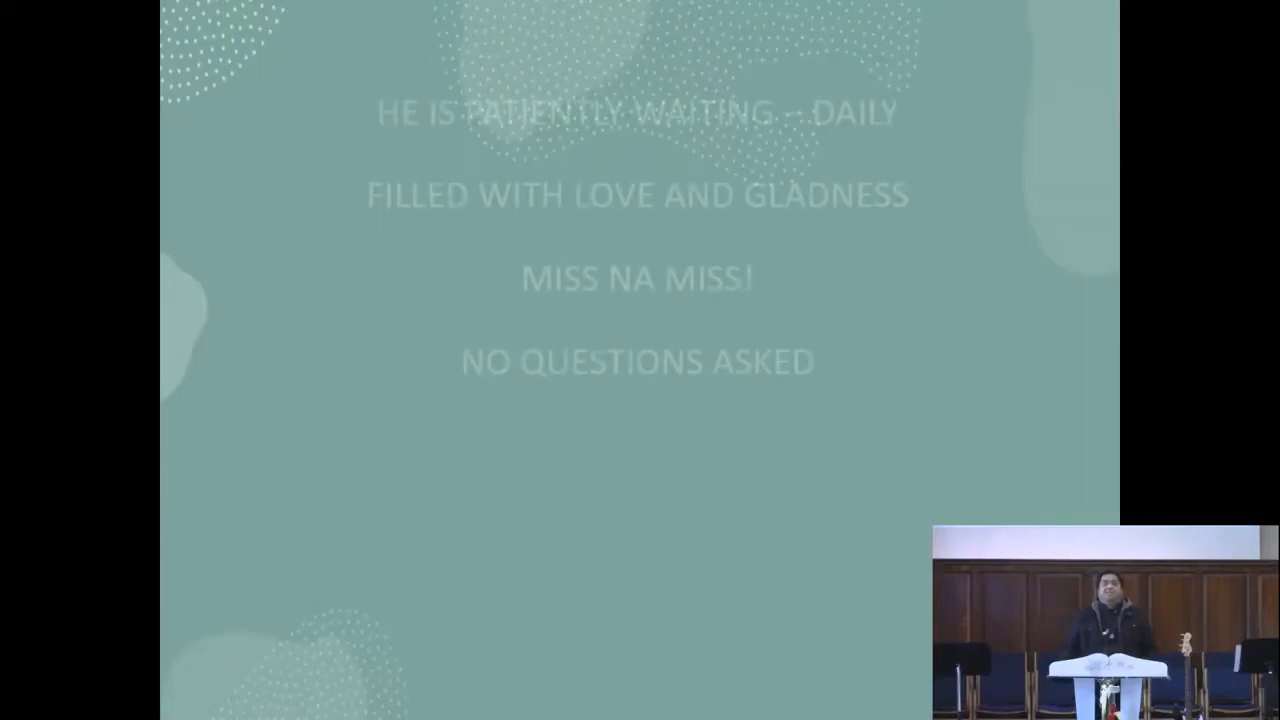 HE IS PATIENTLY WAITING – DAILY
FILLED WITH LOVE AND GLADNESS
MISS NA MISS!
NO QUESTIONS ASKED